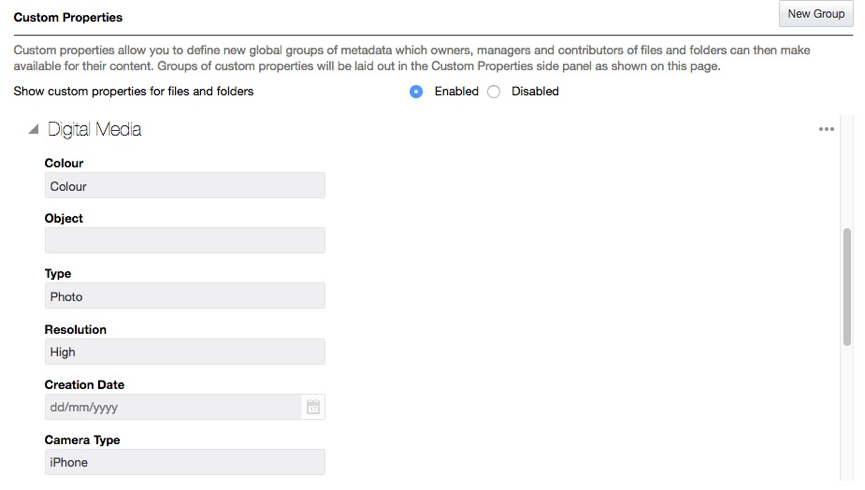 Custom Properties
New Group
Custom properties allow you to define new global groups of metadata which owners, managers and contributors of files and folders can then make
available for their content. Groups of custom properties will be laid out in the Custom Properties side panel as shown on this page.
Show custom properties for files and folders
Enabled
Disabled
Digital Media
Colour
Colour
Object
Type
Photo
Resolution
High
Creation Date
dd/mm/yyyy
17
Camera Type
iPhone